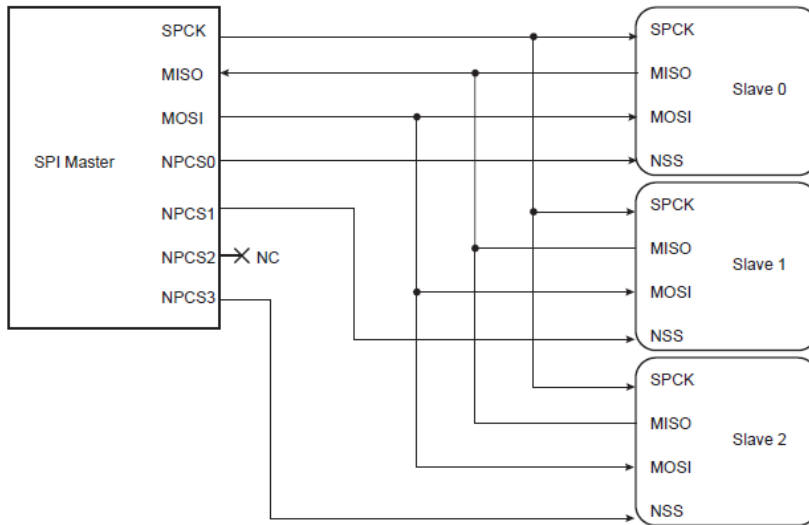 SPI Master
SPCK
MISO
MOSI
NPCS0
NPCS1
NPCS2
NC
NPCS3
SPCK
MISO
Slave 0
MOSI
NSS
SPCK
MISO
Slave 1
MOSI
NSS
SPCK
MISO
Slave 2
MOSI
NSS